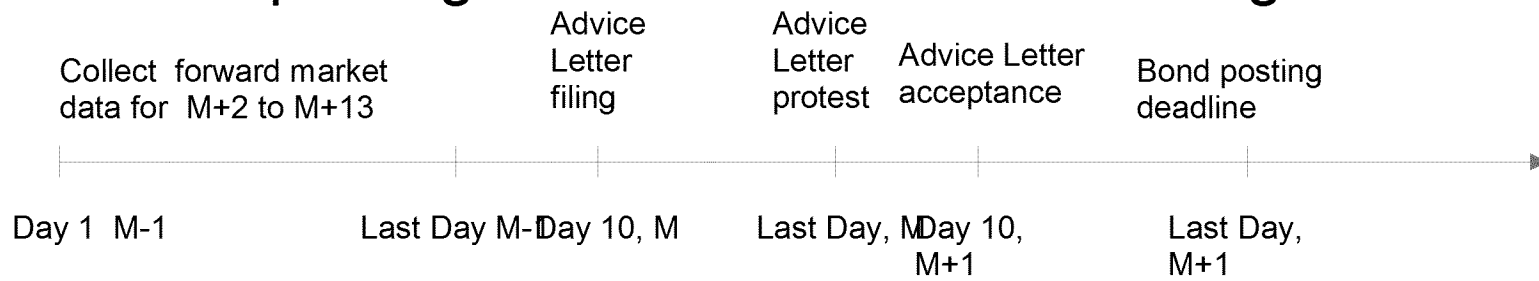 Collect forward market
data for M+2 to M+13
Advice
Letter
filing
Advice
Letter
protest
Advice Letter
acceptance
Bond posting
deadline
Day 1 M-1
Last Day M-1
Day 10, M
Last Day, M
Day 10,
M+1
Last Day,
M+1